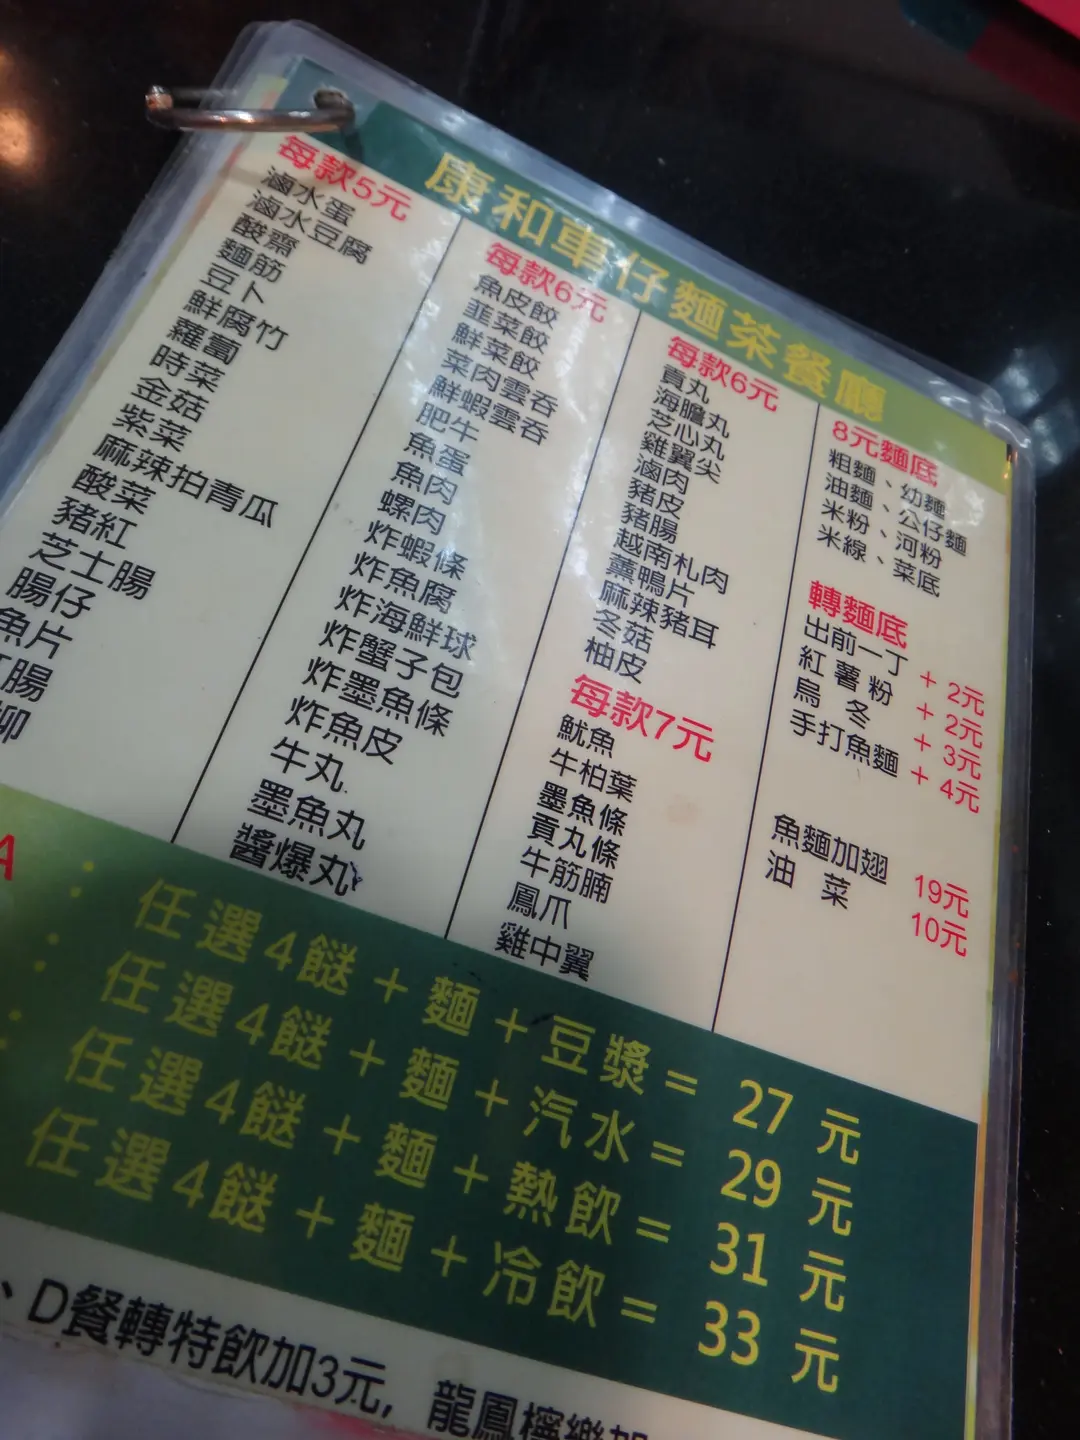 康和車仔麵茶餐廳
每款5元
滷水蛋
滷水豆腐
酸齋
麵筋
豆卜
鮮腐竹
蘿蔔
時菜
金菇
紫菜
麻辣拍青瓜
酸菜
豬紅
芝士腸
腸仔
魚片
腸
柳
每款6元
魚皮餃
韭菜餃
鮮菜餃
菜肉雲吞
鮮蝦雲吞
肥牛
魚蛋
魚肉
螺肉
炸蝦條
炸魚腐
炸海鮮球
炸蟹子包
炸墨魚條
炸魚皮
牛丸
墨魚丸
醬爆丸
每款6元
貢丸
海膽丸
芝心丸
雞翼尖
滷肉
豬皮
豬腸
越南札肉
薰鴨片
麻辣豬耳
冬菇
柚皮
每款7元
魷魚
牛柏葉
墨魚條
貢丸條
牛筋腩
鳳爪
雞中翼
8元麵底
粗麵、幼麵
油麵、公仔麵
米粉、河粉
米線、菜底
轉麵底
出前一丁 + 2元
紅薯粉 + 2元
烏冬 + 3元
手打魚麵 + 4元
魚麵加翅 19元
油菜 10元
A : 任選4餸 + 麵 + 豆漿 = 27 元
: 任選4餸 + 麵 + 汽水 = 29 元
: 任選4餸 + 麵 + 熱飲 = 31 元
任選4餸 + 麵 + 冷飲 = 33 元
、D餐轉特飲加3元, 龍鳳檸樂加